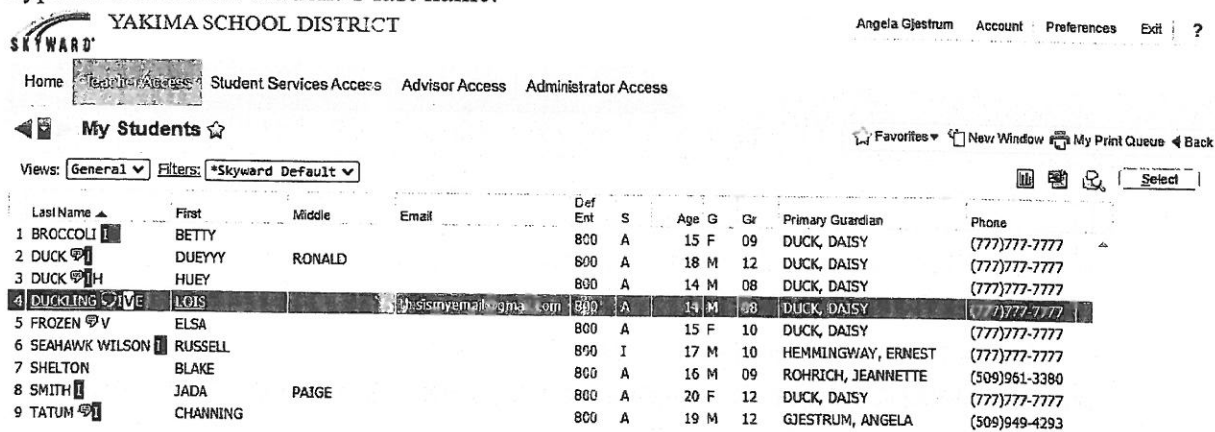 YAKIMA SCHOOL DISTRICT
SKYWARD
Angela Gjestrum Account Preferences Exit ?
Home Teacher Access Student Services Access Advisor Access Administrator Access
My Students
Favorites New Window My Print Queue Back
Views: General Filters: *Skyward Default Select
Last Name First Middle Email Def Ent S Age G Gr Primary Guardian Phone
1 BROCCOLI I BETTY 800 A 15 F 09 DUCK, DAISY (777)777-7777
2 DUCK I DUEYYY RONALD 800 A 18 M 12 DUCK, DAISY (777)777-7777
3 DUCK I H HUEY 800 A 14 M 08 DUCK, DAISY (777)777-7777
4 DUCKLING I V E LOIS 800 A 14 M 08 DUCK, DAISY (777)777-7777
5 FROZEN V ELSA 800 A 15 F 10 DUCK, DAISY (777)777-7777
6 SEAHAWK WILSON I RUSSELL 800 I 17 M 10 HEMMINGWAY, ERNEST (777)777-7777
7 SHELTON BLAKE 800 A 16 M 09 ROHRICH, JEANNETTE (509)961-3380
8 SMITH I JADA PAIGE 800 A 20 F 12 DUCK, DAISY (777)777-7777
9 TATUM I CHANNING 800 A 19 M 12 GJESTRUM, ANGELA (509)949-4293